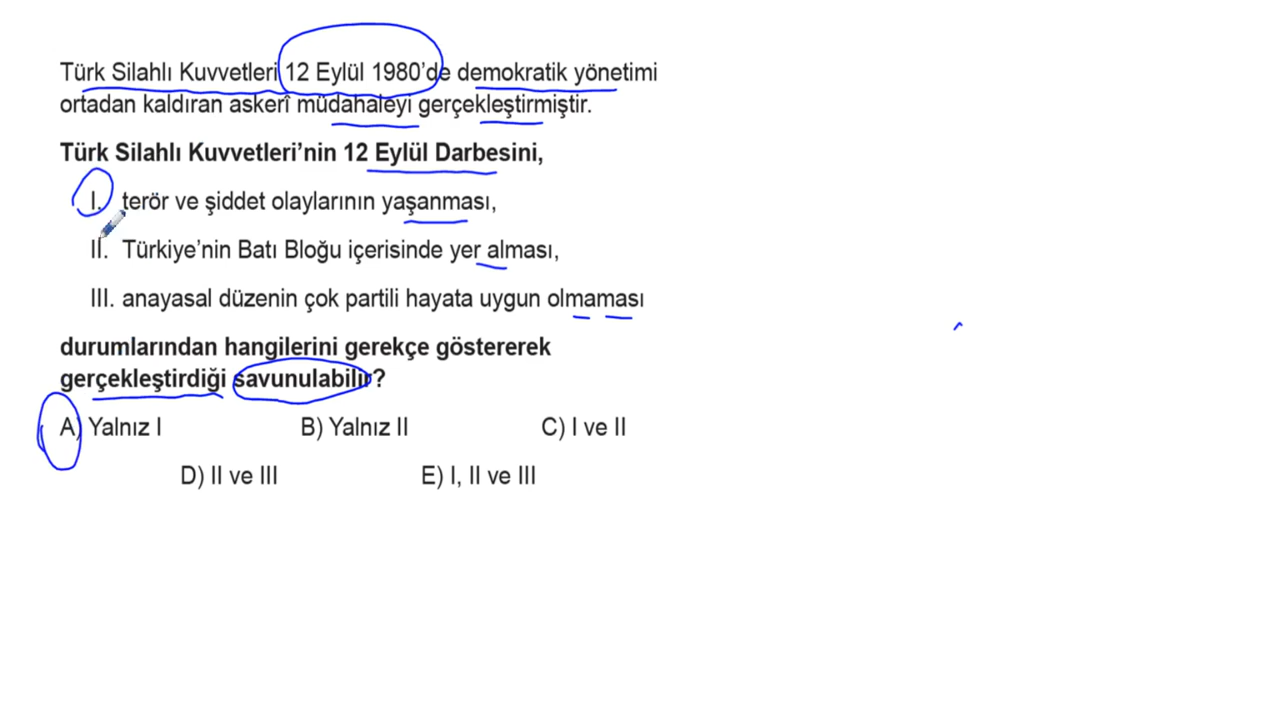 Türk Silahlı Kuvvetleri 12 Eylül 1980’de demokratik yönetimi
ortadan kaldıran askerî müdahaleyi gerçekleştirmiştir.
Türk Silahlı Kuvvetleri’nin 12 Eylül Darbesini,
I. terör ve şiddet olaylarının yaşanması,
II. Türkiye’nin Batı Bloğu içerisinde yer alması,
III. anayasal düzenin çok partili hayata uygun olmaması
durumlarından hangilerini gerekçe göstererek
gerçekleştirdiği savunulabilir?
A) Yalnız I B) Yalnız II C) I ve II
D) II ve III E) I, II ve III